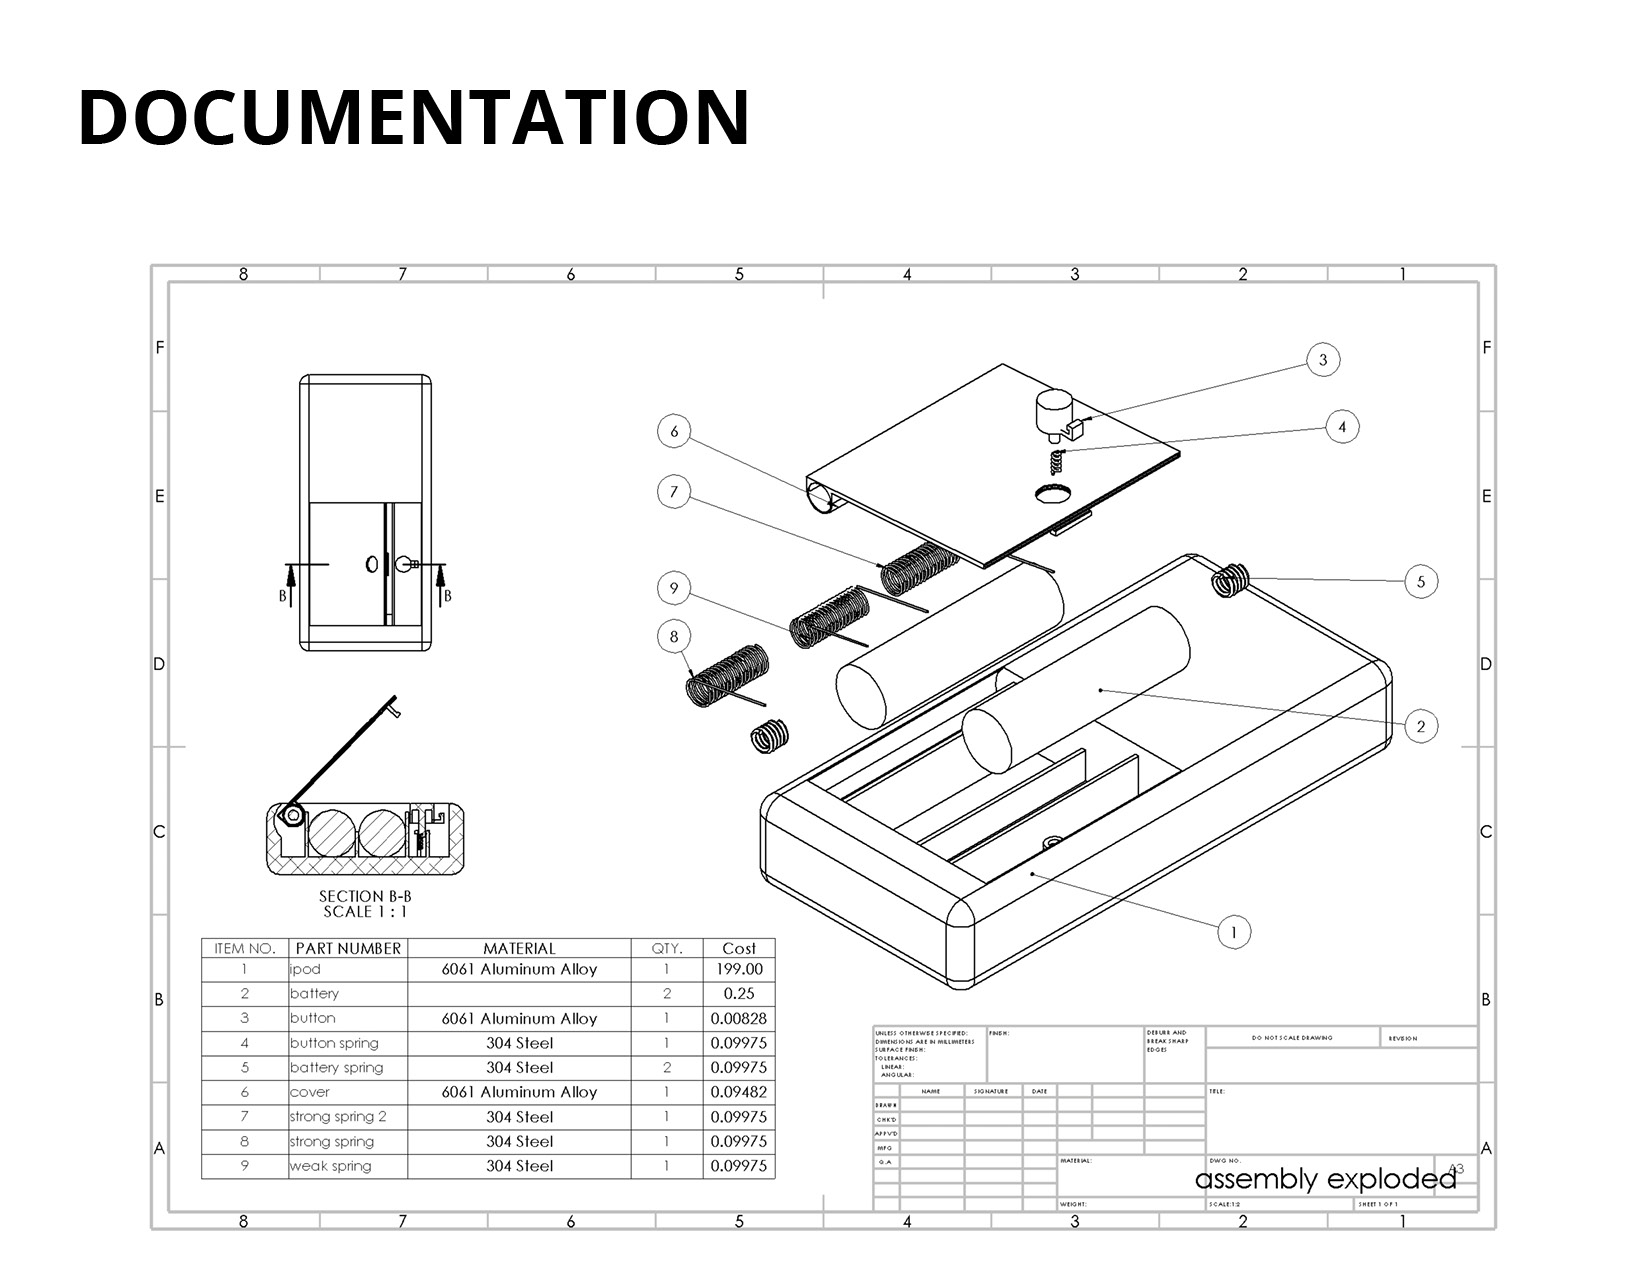 DOCUMENTATION
8 7 6 5 4 3 2 1
F F
E E
D D
C C
B B
A A
3
4
6
7
9
8
5
2
1
B B
SECTION B-B
SCALE 1 : 1
ITEM NO. PART NUMBER MATERIAL QTY. Cost
1 ipod 6061 Aluminum Alloy 1 199.00
2 battery 2 0.25
3 button 6061 Aluminum Alloy 1 0.00828
4 button spring 304 Steel 1 0.09975
5 battery spring 304 Steel 2 0.09975
6 cover 6061 Aluminum Alloy 1 0.09482
7 strong spring 2 304 Steel 1 0.09975
8 strong spring 304 Steel 1 0.09975
9 weak spring 304 Steel 1 0.09975
UNLESS OTHERWISE SPECIFIED:
DIMENSIONS ARE IN MILLIMETERS
SURFACE FINISH:
TOLERANCES:
LINEAR:
ANGULAR:
FINISH:
DEBURR AND
BREAK SHARP
EDGES
DO NOT SCALE DRAWING
REVISION
NAME SIGNATURE DATE
TITLE:
DRAWN
CHK'D
APPV'D
MFG
Q.A
MATERIAL:
DWG NO.
assembly exploded
A3
WEIGHT:
SCALE:1:2
SHEET 1 OF 1
8 7 6 5 4 3 2 1